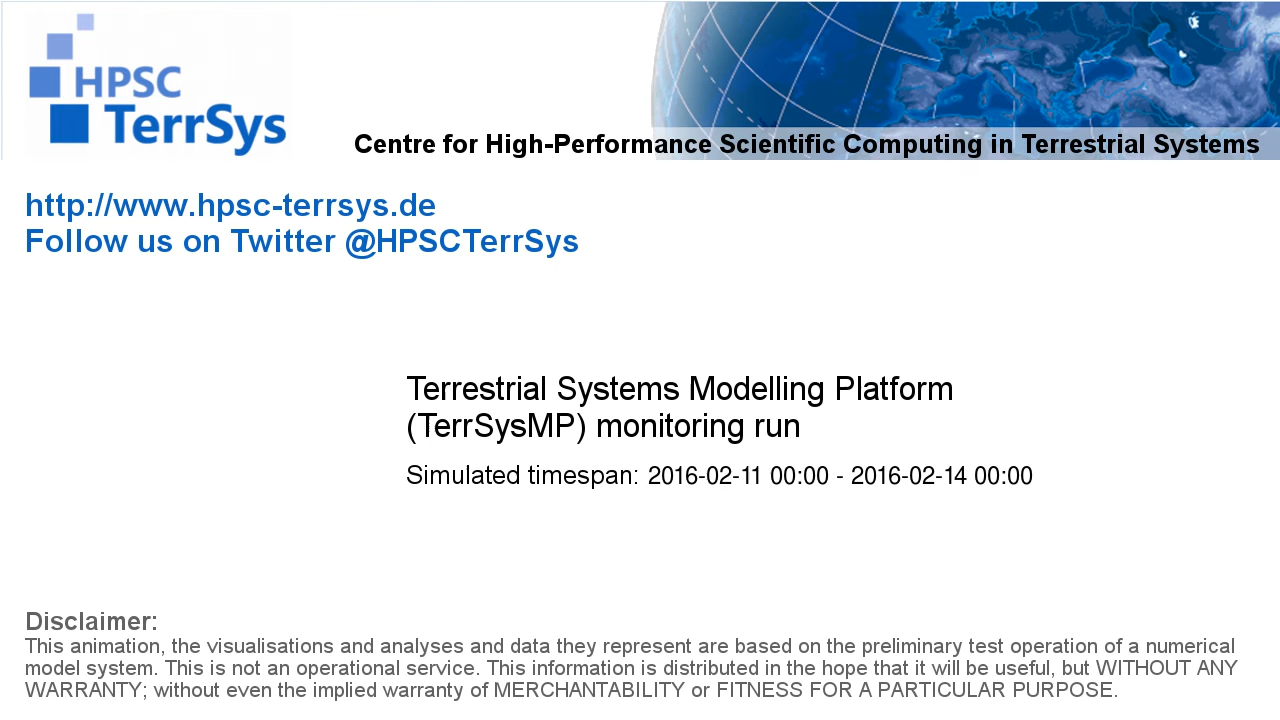 HPSC
TerrSys
Centre for High-Performance Scientific Computing in Terrestrial Systems
http://www.hpsc-terrsys.de
Follow us on Twitter @HPSCTerrSys
Terrestrial Systems Modelling Platform
(TerrSysMP) monitoring run
Simulated timespan: 2016-02-11 00:00 - 2016-02-14 00:00
Disclaimer:
This animation, the visualisations and analyses and data they represent are based on the preliminary test operation of a numerical
model system. This is not an operational service. This information is distributed in the hope that it will be useful, but WITHOUT ANY
WARRANTY; without even the implied warranty of MERCHANTABILITY or FITNESS FOR A PARTICULAR PURPOSE.